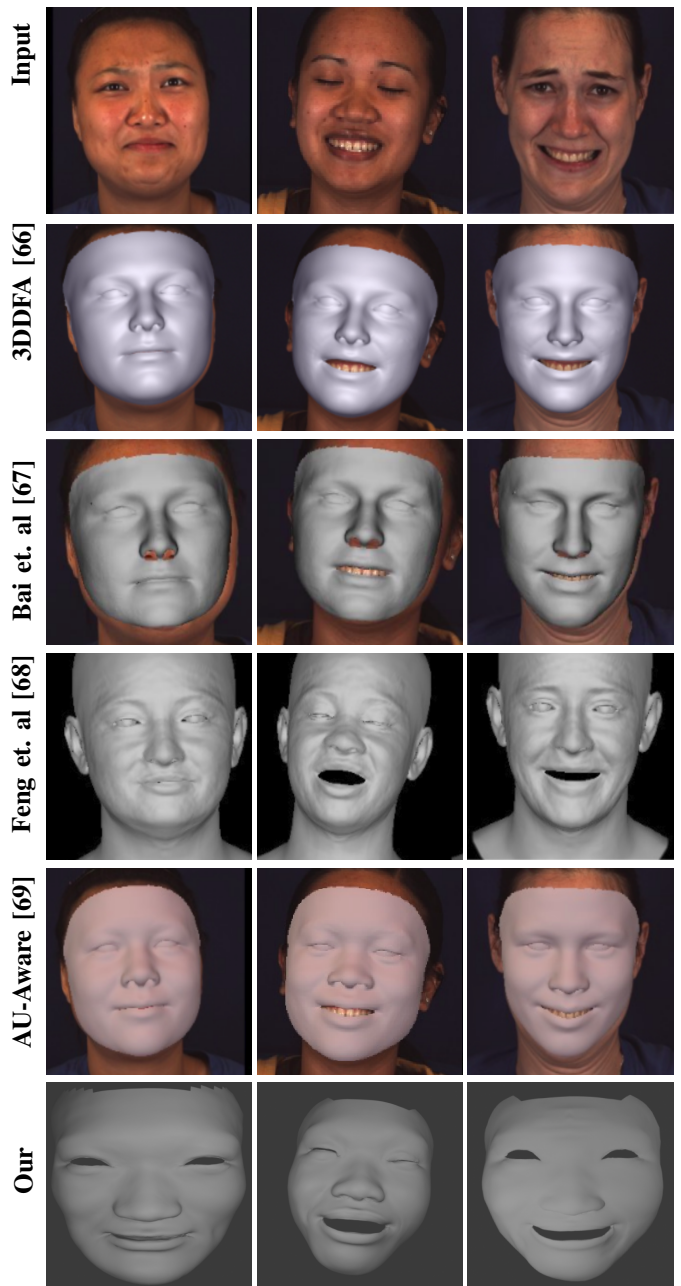 Input
3DDFA [66]
Bai et. al [67]
Feng et. al [68]
AU-Aware [69]
Our